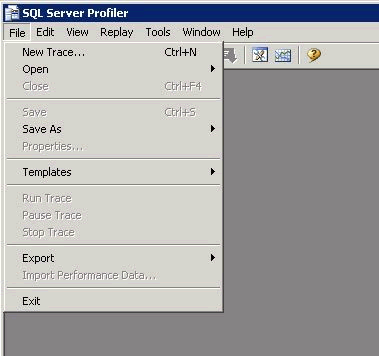 SQL Server Profiler
File Edit View Replay Tools Window Help
New Trace... Ctrl+N
Open
Close Ctrl+F4
Save Ctrl+S
Save As
Properties...
Templates
Run Trace
Pause Trace
Stop Trace
Export
Import Performance Data...
Exit